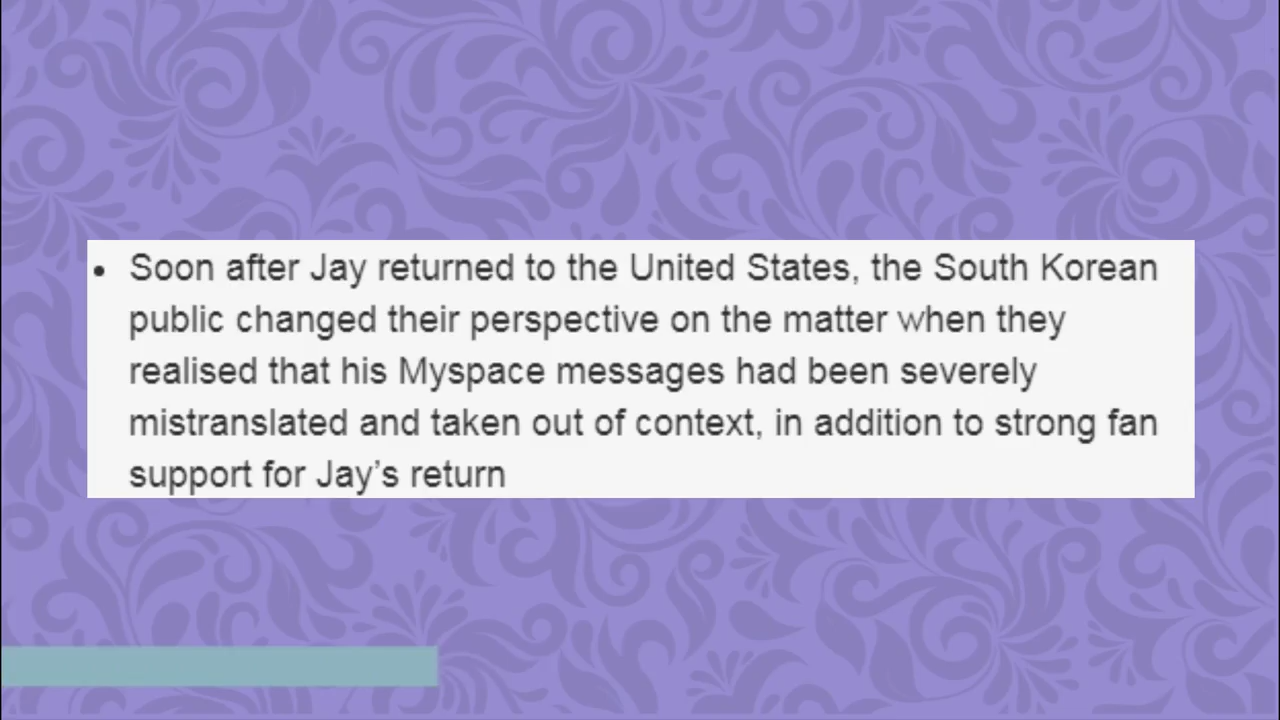 • Soon after Jay returned to the United States, the South Korean
public changed their perspective on the matter when they
realised that his Myspace messages had been severely
mistranslated and taken out of context, in addition to strong fan
support for Jay’s return